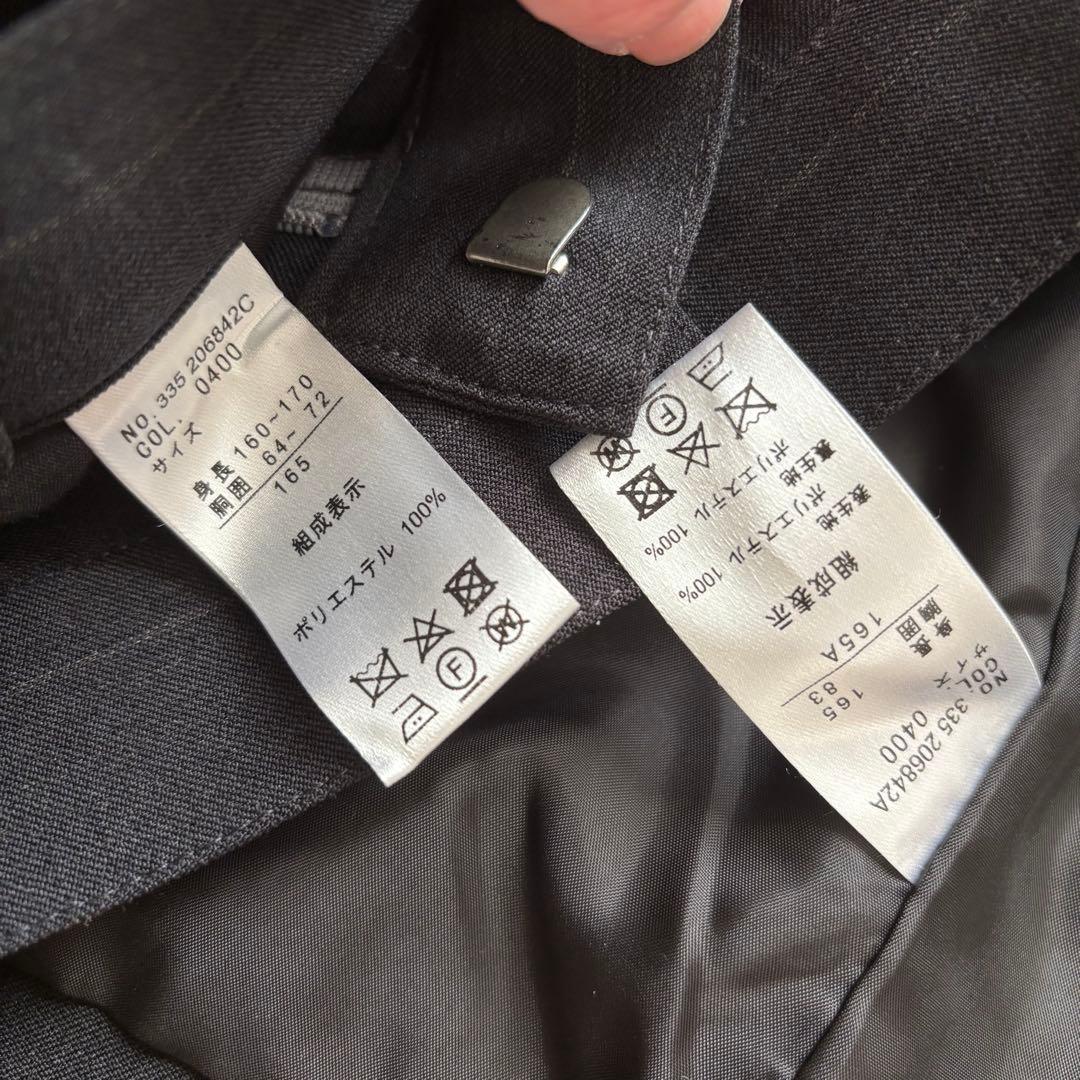 NO. 335 206842C
COL. 0400
サイズ
身長 160~170
胴囲 64~ 72
165
組成表示
ポリエステル 100%
F
W
NO 335 206842A
COL. 0400
サイズ
身長 165
胸囲 83
165A
組成表示
表生地
ポリエステル 100%
裏生地
ポリエステル 100%
F
W